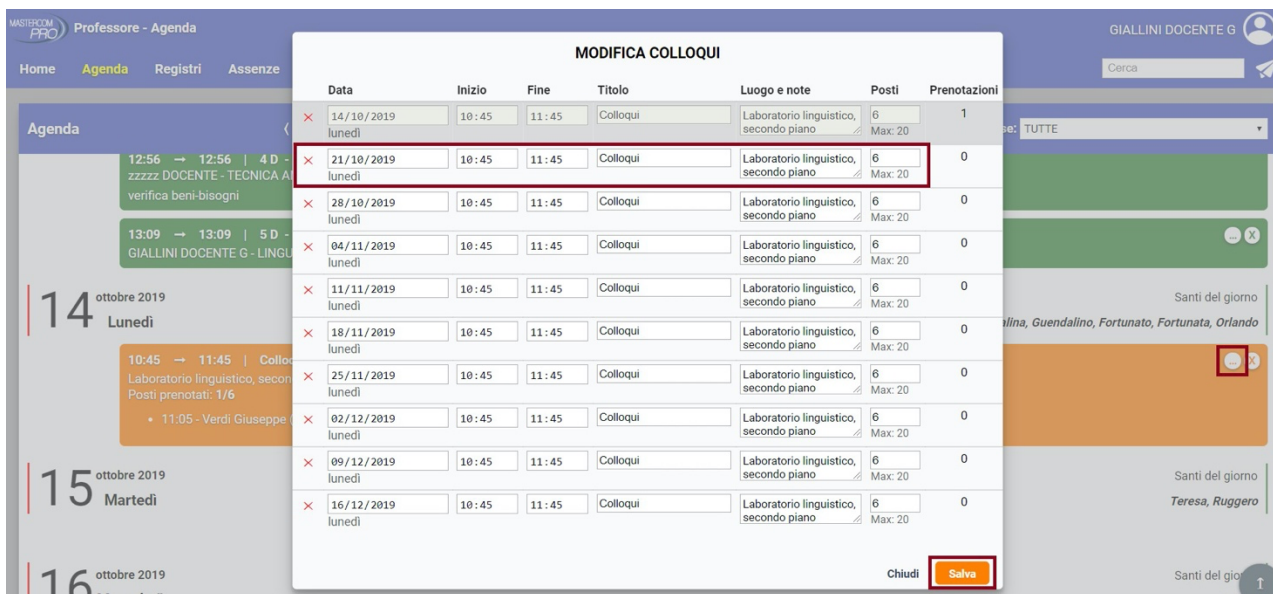 MASTERCOM PRO Professore - Agenda GIALLINI DOCENTE G
Home Agenda Registri Assenze Cerca
Agenda TUTTE
12:56 → 12:56 | 4 D -
zzzzz DOCENTE - TECNICA
verifica beni-bisogni
13:09 → 13:09 | 5 D -
GIALLINI DOCENTE G -
14 ottobre 2019
Lunedì
Santi del giorno
Guendalino, Fortunato, Fortunata, Orlando
10:45 → 11:45 |
Laboratorio linguistico,
Posti prenotati: 1/6
• 11:05 - Verdi Giuseppe
15 ottobre 2019
Martedì
Santi del giorno
Teresa, Ruggero
16 ottobre 2019
Santi del
MODIFICA COLLOQUI
Data Inizio Fine Titolo Luogo e note Posti Prenotazioni
14/10/2019 10:45 11:45 Colloqui Laboratorio linguistico, 6 1
lunedì secondo piano Max: 20
21/10/2019 10:45 11:45 Colloqui Laboratorio linguistico, 6 0
lunedì secondo piano Max: 20
28/10/2019 10:45 11:45 Colloqui Laboratorio linguistico, 6 0
lunedì secondo piano Max: 20
04/11/2019 10:45 11:45 Colloqui Laboratorio linguistico, 6 0
lunedì secondo piano Max: 20
11/11/2019 10:45 11:45 Colloqui Laboratorio linguistico, 6 0
lunedì secondo piano Max: 20
18/11/2019 10:45 11:45 Colloqui Laboratorio linguistico, 6 0
lunedì secondo piano Max: 20
25/11/2019 10:45 11:45 Colloqui Laboratorio linguistico, 6 0
lunedì secondo piano Max: 20
02/12/2019 10:45 11:45 Colloqui Laboratorio linguistico, 6 0
lunedì secondo piano Max: 20
09/12/2019 10:45 11:45 Colloqui Laboratorio linguistico, 6 0
lunedì secondo piano Max: 20
16/12/2019 10:45 11:45 Colloqui Laboratorio linguistico, 6 0
lunedì secondo piano Max: 20
Chiudi Salva